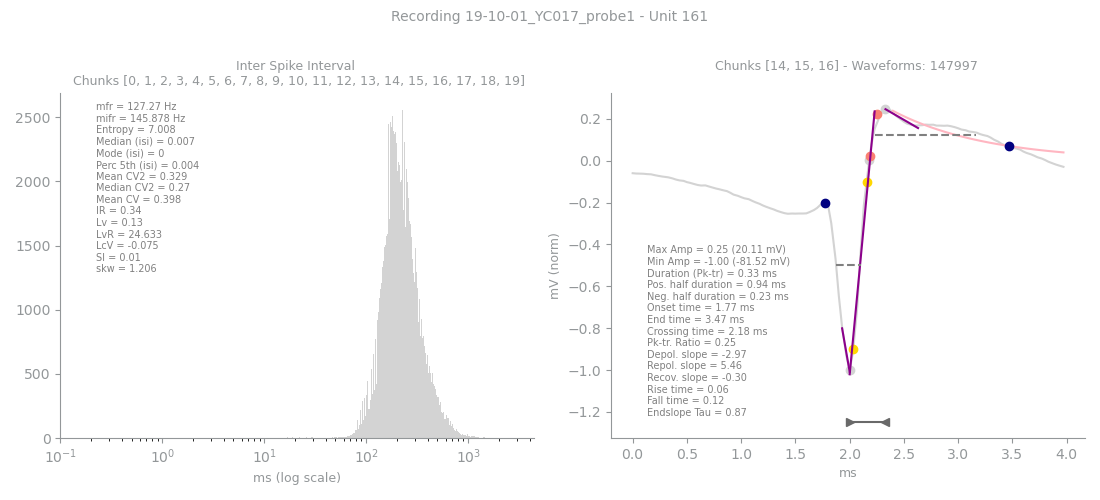 Recording 19-10-01_YC017_probe1 - Unit 161
Inter Spike Interval
Chunks [0, 1, 2, 3, 4, 5, 6, 7, 8, 9, 10, 11, 12, 13, 14, 15, 16, 17, 18, 19]
mfr = 127.27 Hz
mifr = 145.878 Hz
Entropy = 7.008
Median (isi) = 0.007
Mode (isi) = 0
Perc 5th (isi) = 0.004
Mean CV2 = 0.329
Median CV2 = 0.27
Mean CV = 0.398
IR = 0.34
Lv = 0.13
LvR = 24.633
LcV = -0.075
SI = 0.01
skw = 1.206
2500
2000
1500
1000
500
0
10⁻¹
10⁰
10¹
10²
10³
ms (log scale)
Chunks [14, 15, 16] - Waveforms: 147997
mV (norm)
0.2
0.0
−0.2
−0.4
−0.6
−0.8
−1.0
−1.2
Max Amp = 0.25 (20.11 mV)
Min Amp = -1.00 (-81.52 mV)
Duration (Pk-tr) = 0.33 ms
Pos. half duration = 0.94 ms
Neg. half duration = 0.23 ms
Onset time = 1.77 ms
End time = 3.47 ms
Crossing time = 2.18 ms
Pk-tr. Ratio = 0.25
Depol. slope = -2.97
Repol. slope = 5.46
Recov. slope = -0.30
Rise time = 0.06
Fall time = 0.12
Endslope Tau = 0.87
0.0
0.5
1.0
1.5
2.0
2.5
3.0
3.5
4.0
ms